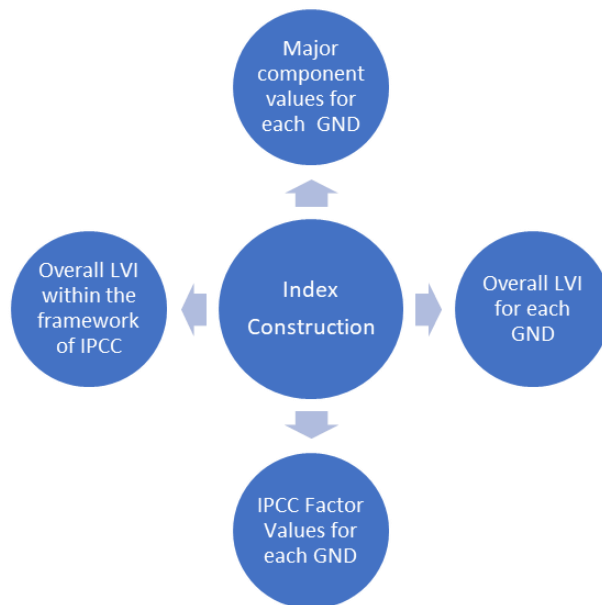 Major
component
values for
each GND
Overall LVI
within the
framework
of IPCC
Index
Construction
Overall LVI
for each
GND
IPCC Factor
Values for
each GND